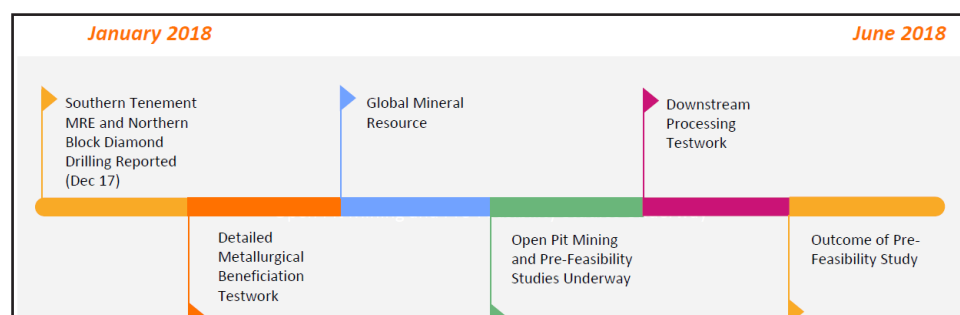 January 2018
June 2018
Southern Tenement
MRE and Northern
Block Diamond
Drilling Reported
(Dec 17)
Global Mineral
Resource
Downstream
Processing
Testwork
Detailed
Metallurgical
Beneficiation
Testwork
Open Pit Mining
and Pre-Feasibility
Studies Underway
Outcome of Pre-
Feasibility Study